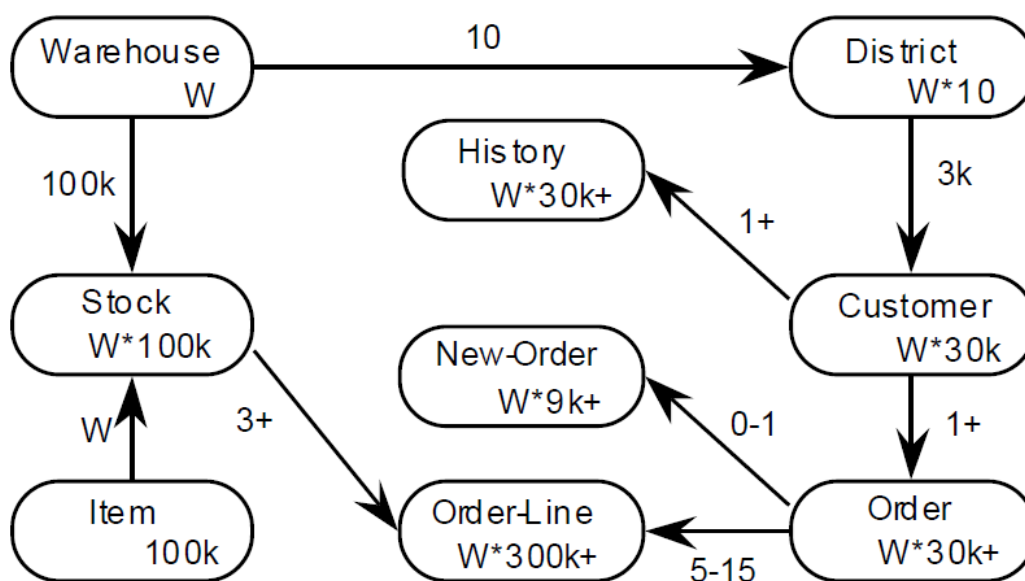 Warehouse
W
10
District
W*10
History
W*30k+
100k
3k
1+
Stock
W*100k
Customer
W*30k
New-Order
W*9k+
W
3+
0-1
1+
Item
100k
Order-Line
W*300k+
5-15
Order
W*30k+